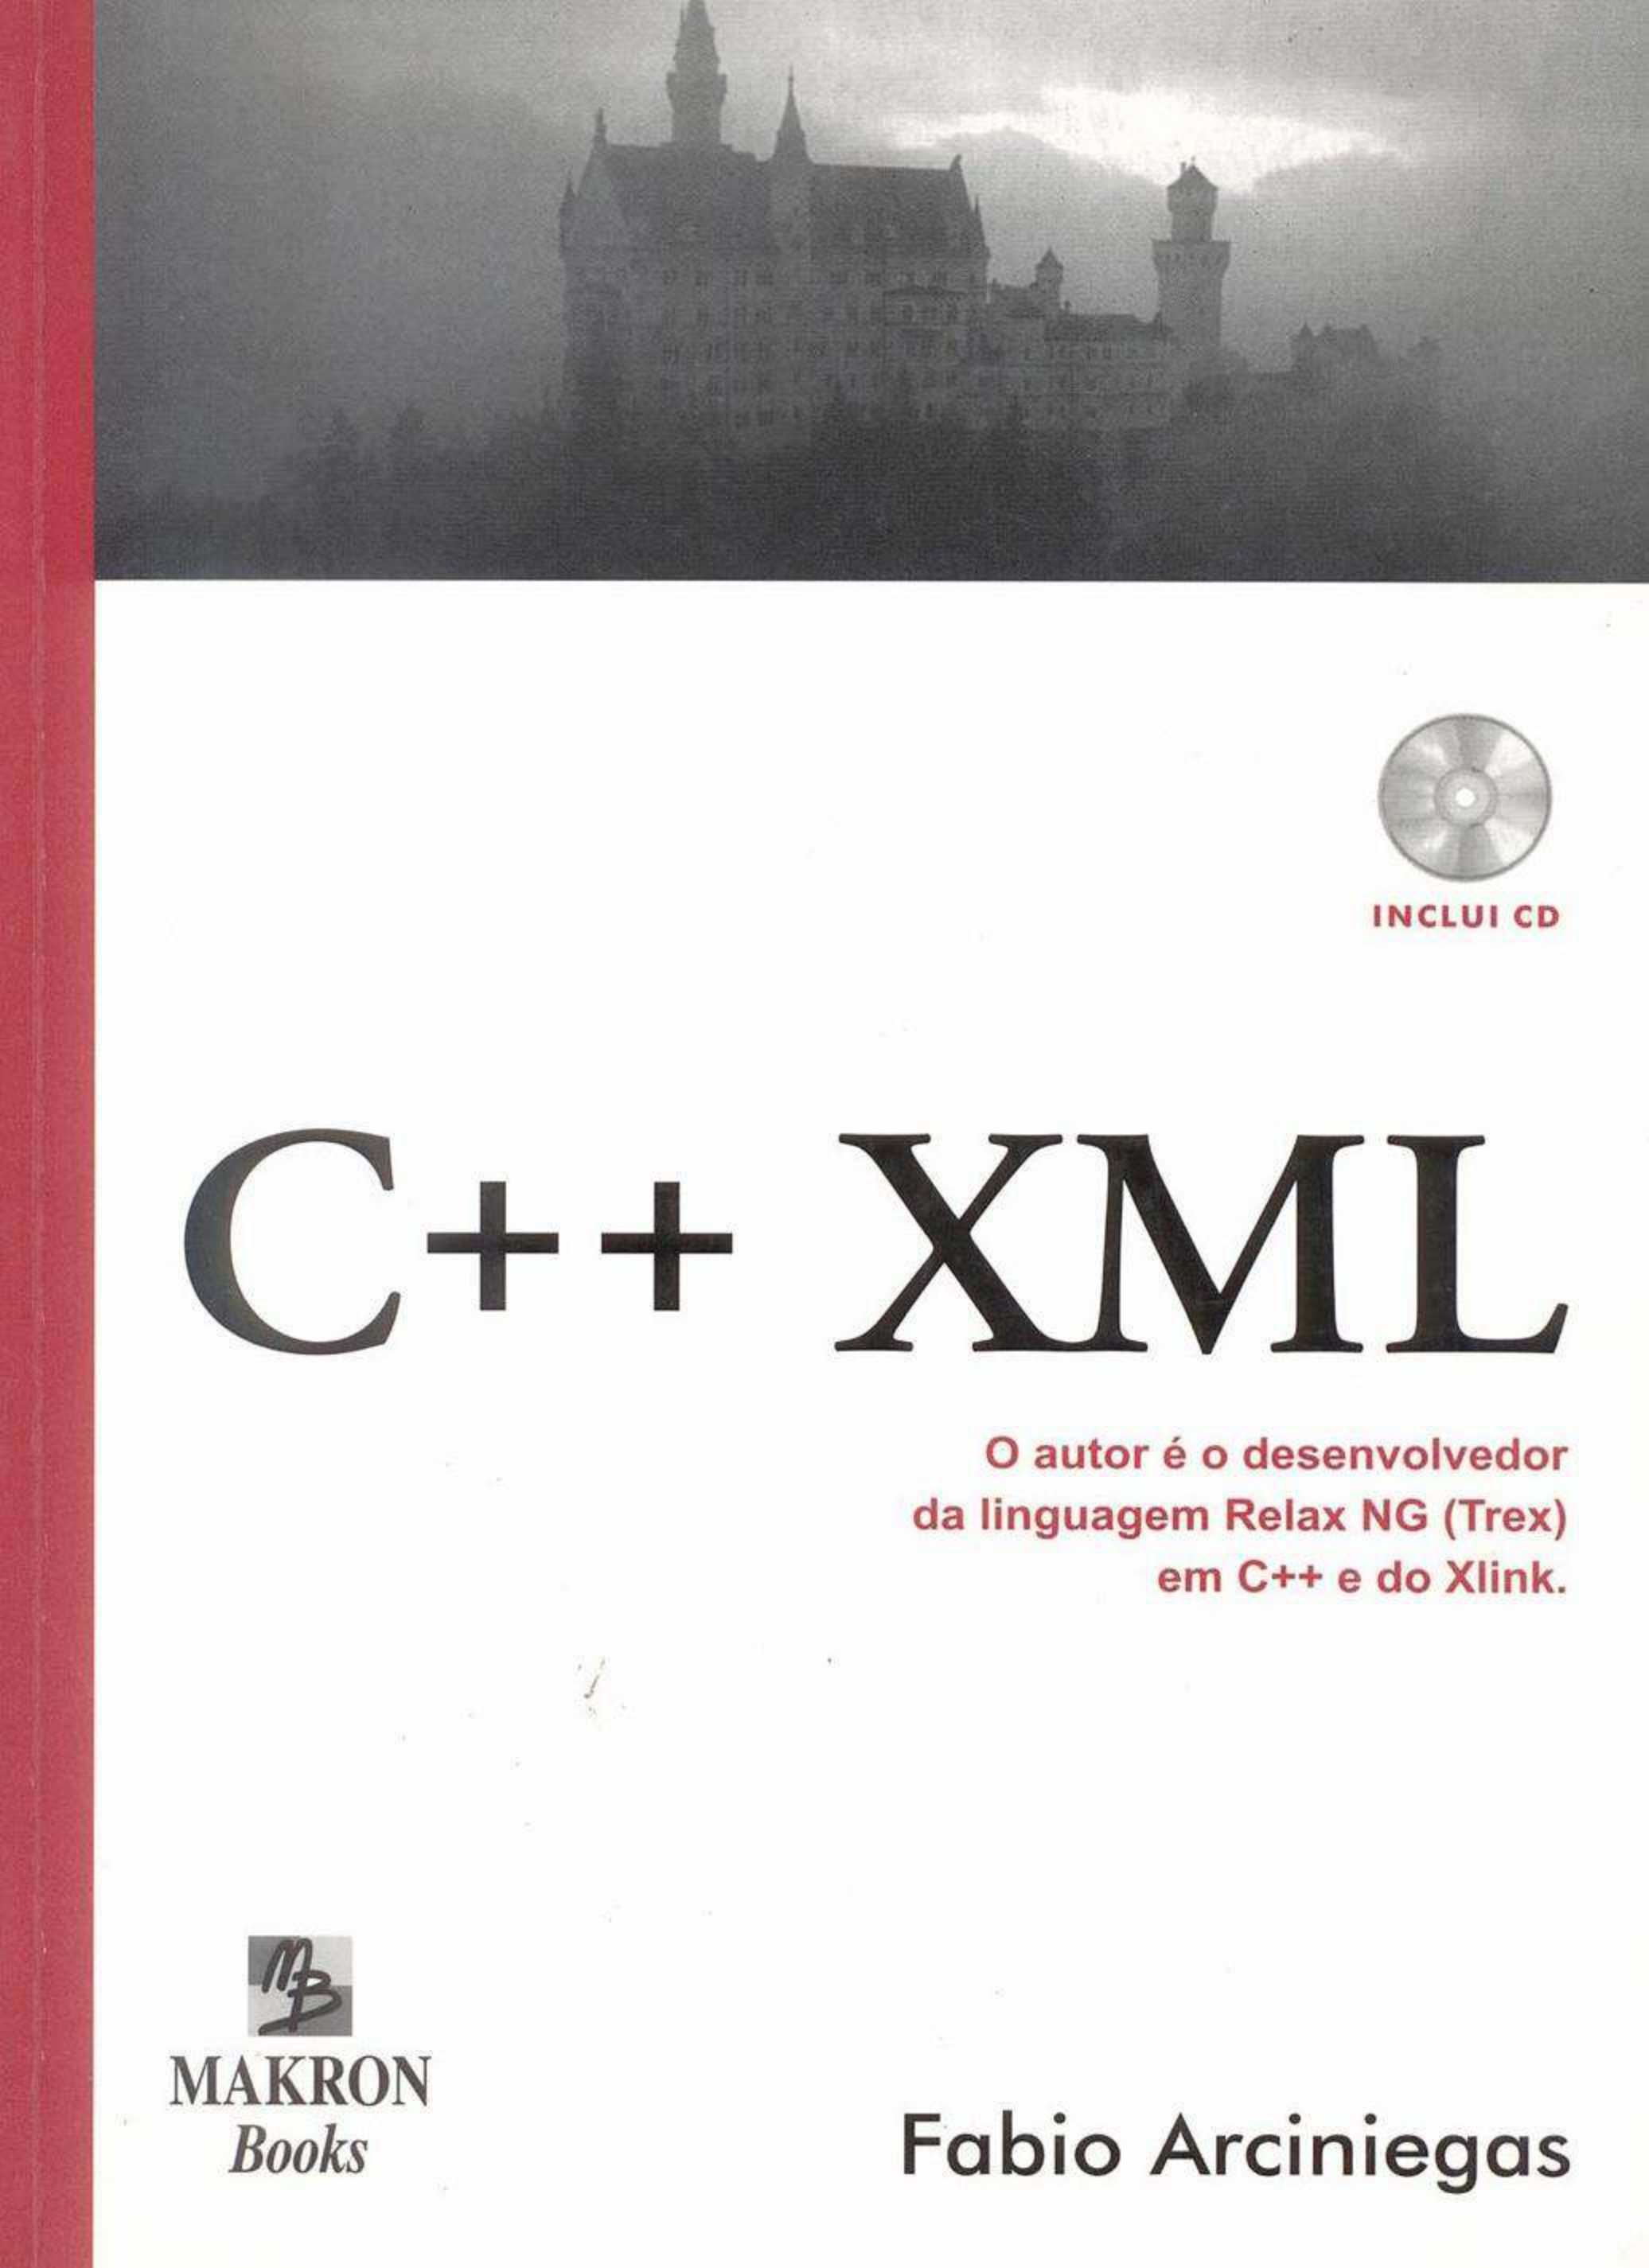 INCLUI CD
C++ XML
O autor é o desenvolvedor
da linguagem Relax NG (Trex)
em C++ e do Xlink.
MB
MAKRON
Books
Fabio Arciniegas